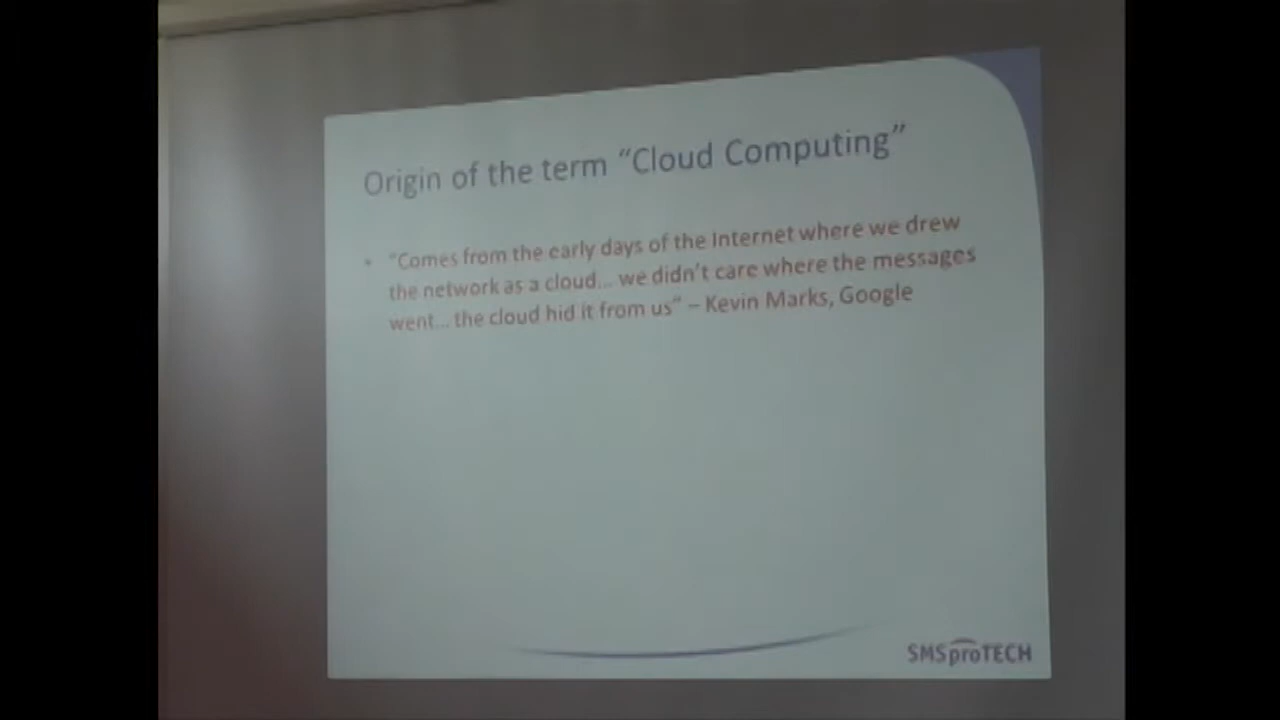 Origin of the term “Cloud Computing”
• “Comes from the early days of the Internet where we drew
the network as a cloud... we didn’t care where the messages
went... the cloud hid it from us” – Kevin Marks, Google
SMSproTECH